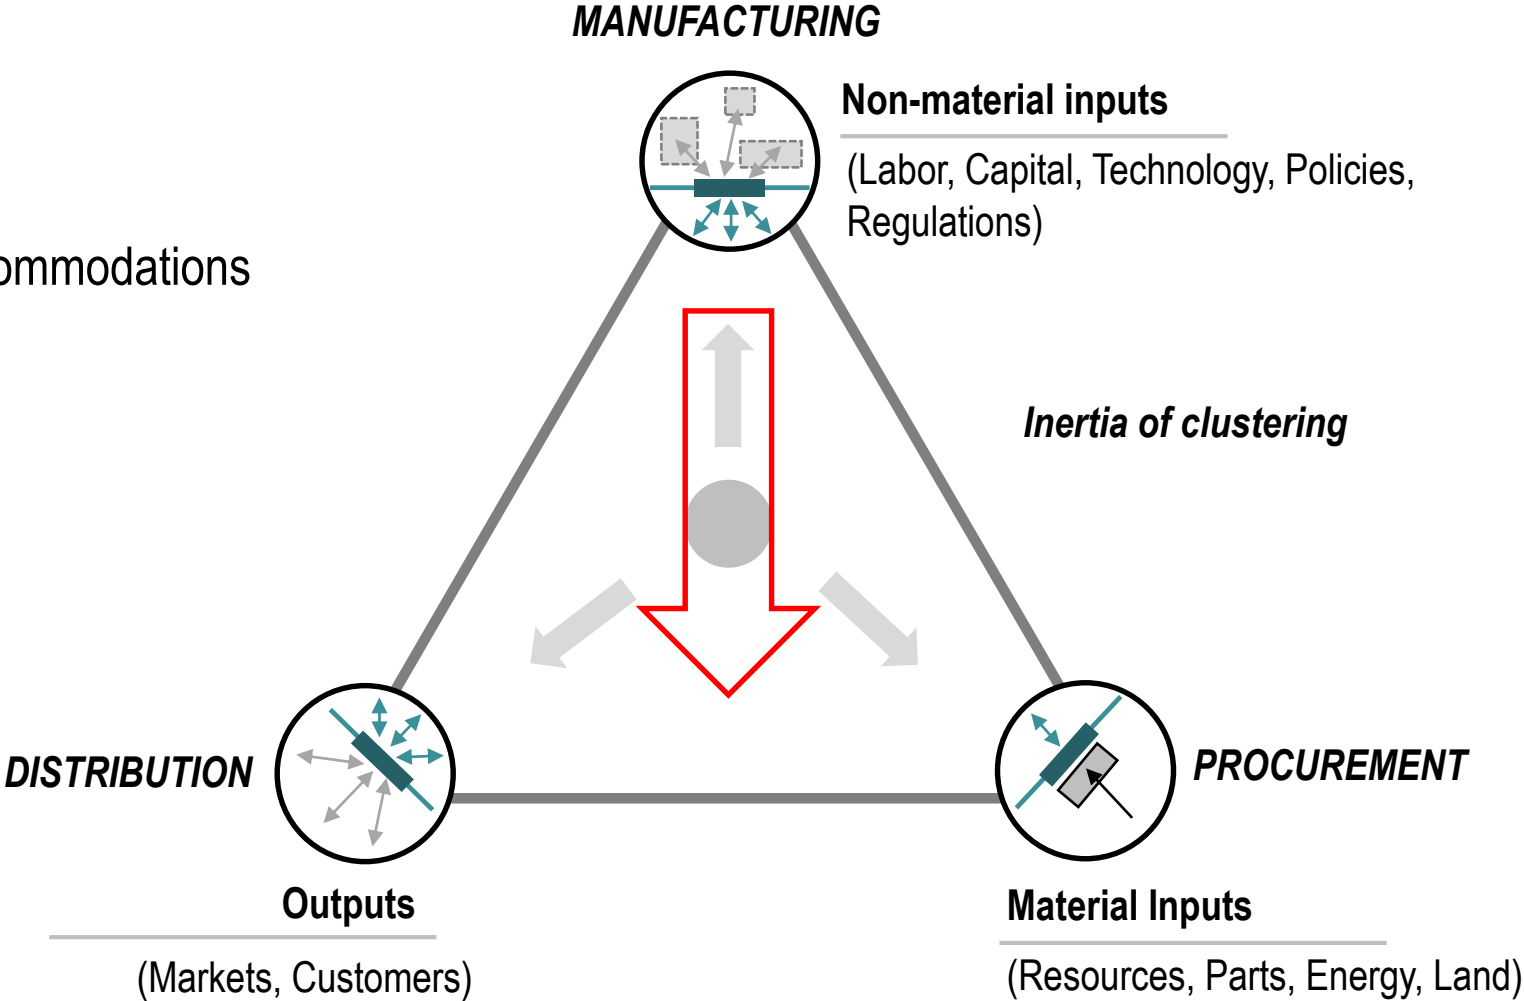 MANUFACTURING
Non-material inputs
(Labor, Capital, Technology, Policies,
Regulations)
ommodations
Inertia of clustering
DISTRIBUTION
PROCUREMENT
Outputs
(Markets, Customers)
Material Inputs
(Resources, Parts, Energy, Land)